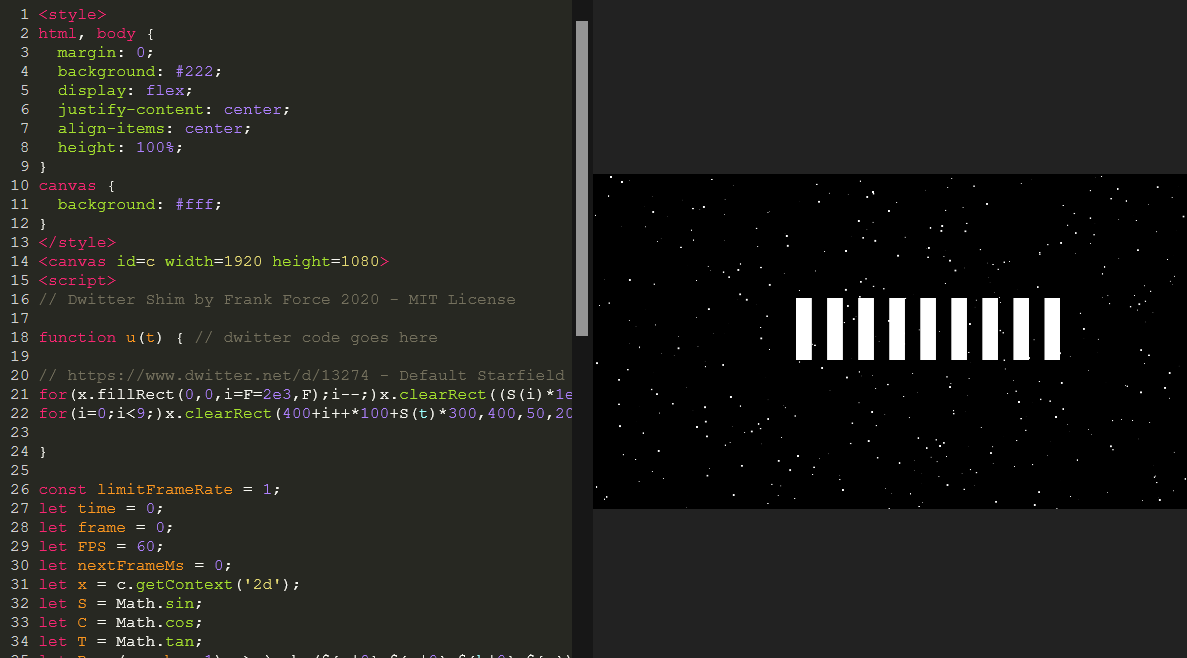 1 <style>
2 html, body {
3   margin: 0;
4   background: #222;
5   display: flex;
6   justify-content: center;
7   align-items: center;
8   height: 100%;
9 }
10 canvas {
11   background: #fff;
12 }
13 </style>
14 <canvas id=c width=1920 height=1080>
15 <script>
16 // Dwitter Shim by Frank Force 2020 - MIT License
17
18 function u(t) { // dwitter code goes here
19
20 // https://www.dwitter.net/d/13274 - Default Starfield
21 for(x.fillRect(0,0,i=F=2e3,F);i--;)x.clearRect((S(i)*1e
22 for(i=0;i<9;)x.clearRect(400+i++*100+S(t)*300,400,50,20
23
24 }
25
26 const limitFrameRate = 1;
27 let time = 0;
28 let frame = 0;
29 let FPS = 60;
30 let nextFrameMs = 0;
31 let x = c.getContext('2d');
32 let S = Math.sin;
33 let C = Math.cos;
34 let T = Math.tan;